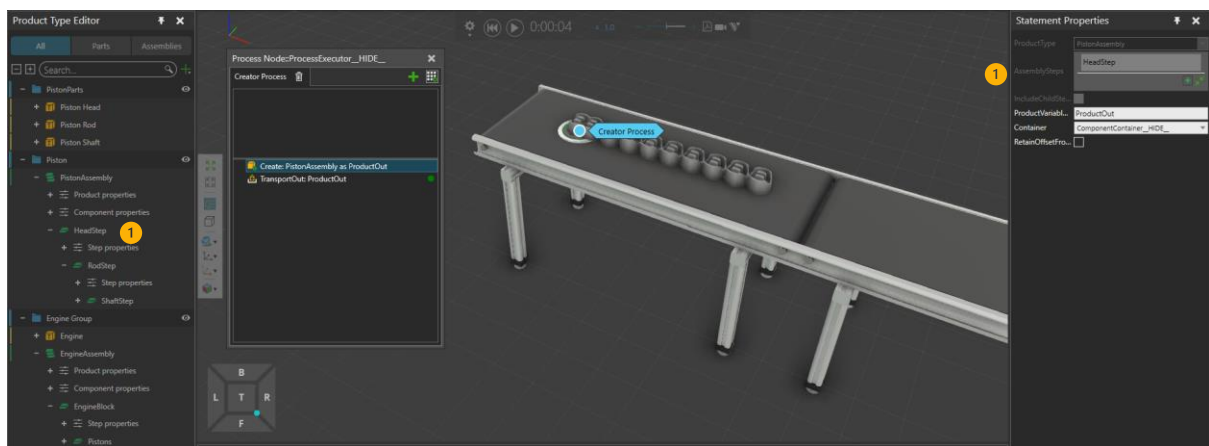 Product Type Editor
All Parts Assemblies
Search...
PistonParts
Piston Head
Piston Rod
Piston Shaft
Piston
PistonAssembly
Product properties
Component properties
HeadStep 1
Step properties
RodStep
Step properties
ShaftStep
Engine Group
Engine
EngineAssembly
Product properties
Component properties
EngineBlock
Step properties
Pistons
0:00:04
1.0
Process Node::ProcessExecutor__HIDE__
Creator Process
Create: PistonAssembly as ProductOut
TransportOut: ProductOut
Creator Process
B
L T R
F
Statement Properties
ProductType PistonAssembly
1 AssemblySteps HeadStep
IncludeChildSte...
ProductVariabl... ProductOut
Container ComponentContainer__HIDE__
RetainOffsetFro...